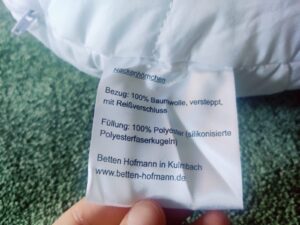 Nackenhörnchen
Bezug: 100% Baumwolle, versteppt,
mit Reißverschluss
Füllung: 100% Polyester (silikonisierte
Polyesterfaserkugeln)
Betten Hofmann in Kulmbach
www.betten-hofmann.de